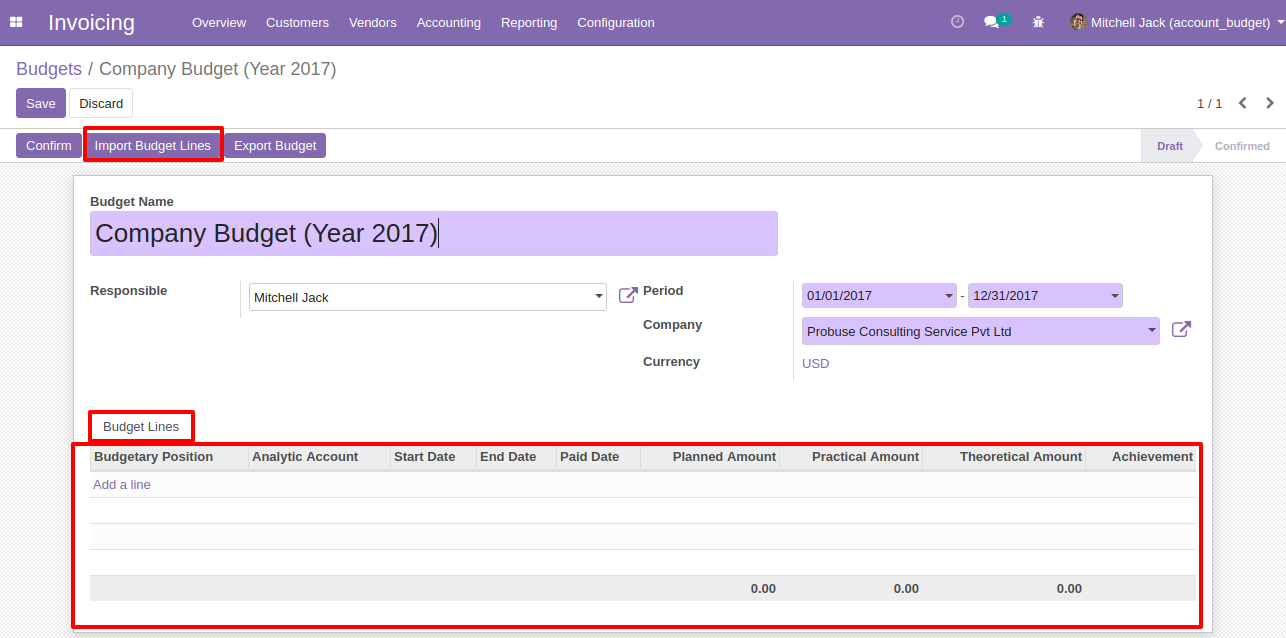 Invoicing Overview Customers Vendors Accounting Reporting Configuration 1 Mitchell Jack (account_budget)
Budgets / Company Budget (Year 2017)
Save Discard 1 / 1
Confirm Import Budget Lines Export Budget Draft Confirmed
Budget Name
Company Budget (Year 2017)
Responsible Mitchell Jack Period 01/01/2017 - 12/31/2017
Company Probuse Consulting Service Pvt Ltd
Currency USD
Budget Lines
Budgetary Position Analytic Account Start Date End Date Paid Date Planned Amount Practical Amount Theoretical Amount Achievement
Add a line
0.00 0.00 0.00